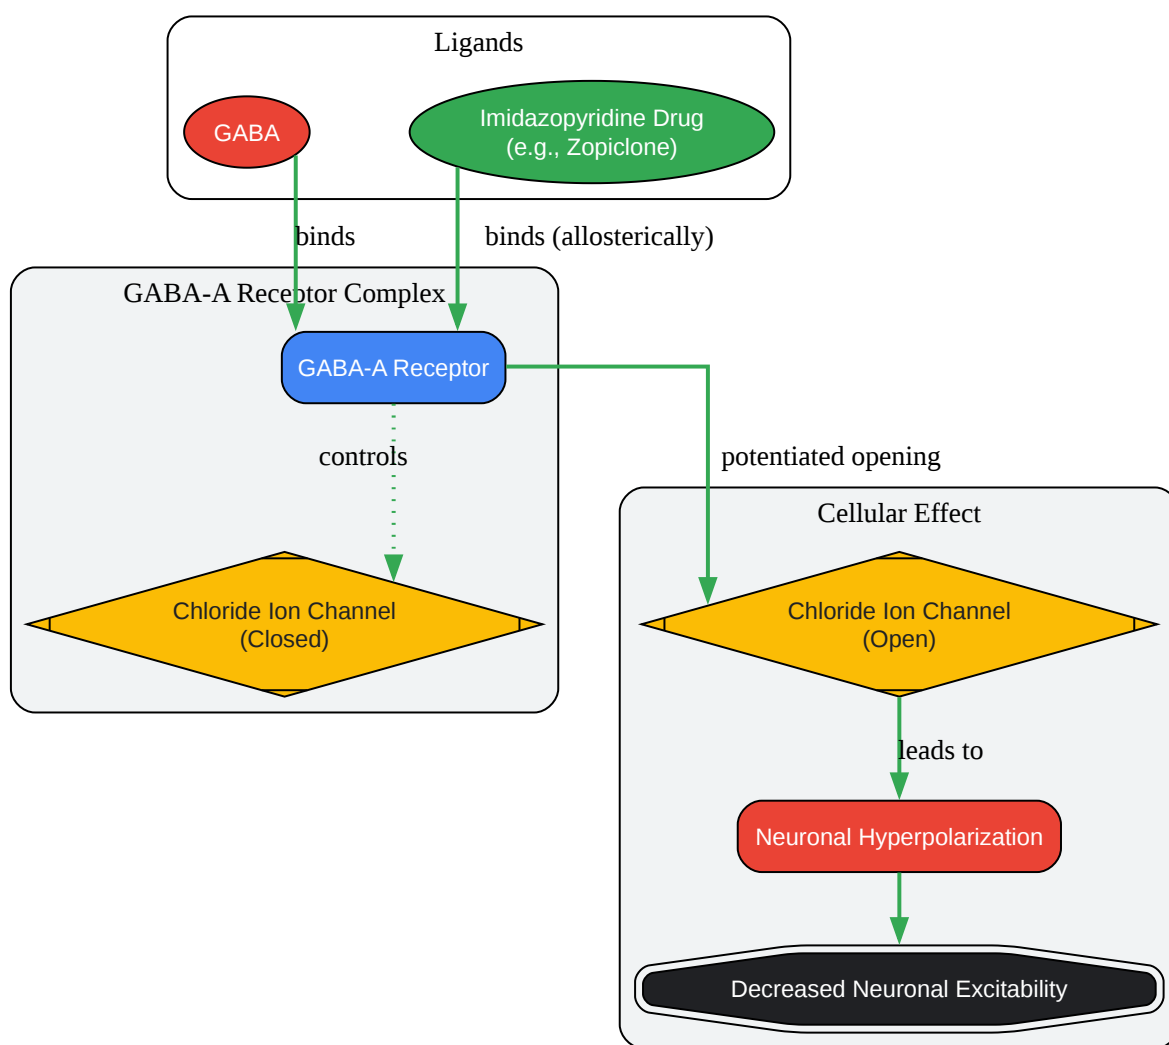 Ligands
GABA
Imidazopyridine Drug
(e.g., Zopiclone)
binds
binds (allosterically)
GABA-A Receptor Complex
GABA-A Receptor
controls
potentiated opening
Cellular Effect
Chloride Ion Channel
(Closed)
Chloride Ion Channel
(Open)
leads to
Neuronal Hyperpolarization
Decreased Neuronal Excitability